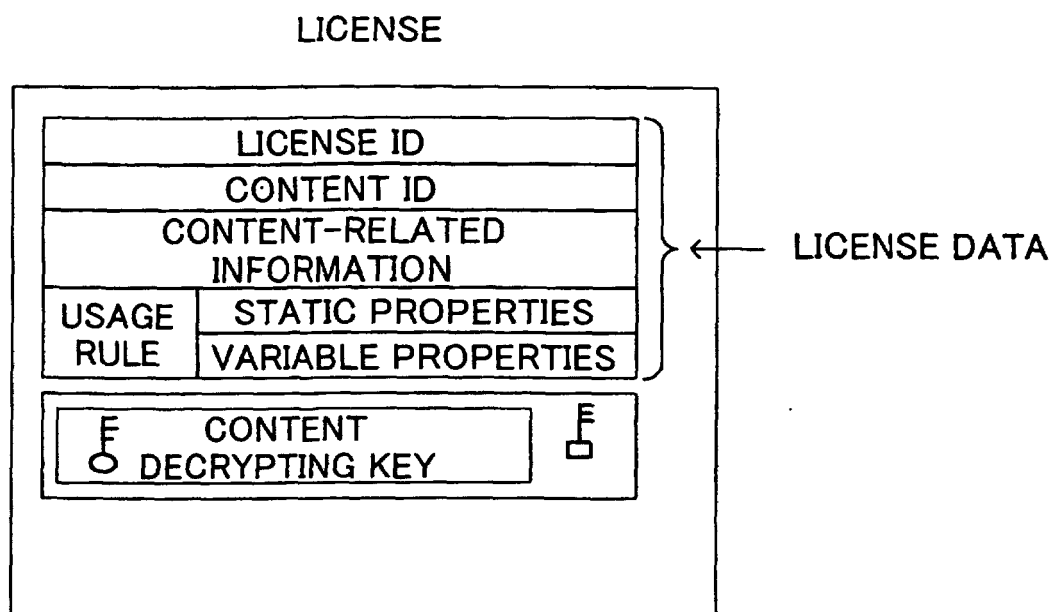 LICENSE
LICENSE ID
CONTENT ID
CONTENT-RELATED
INFORMATION
USAGE
RULE
STATIC PROPERTIES
VARIABLE PROPERTIES
LICENSE DATA
CONTENT
DECRYPTING KEY